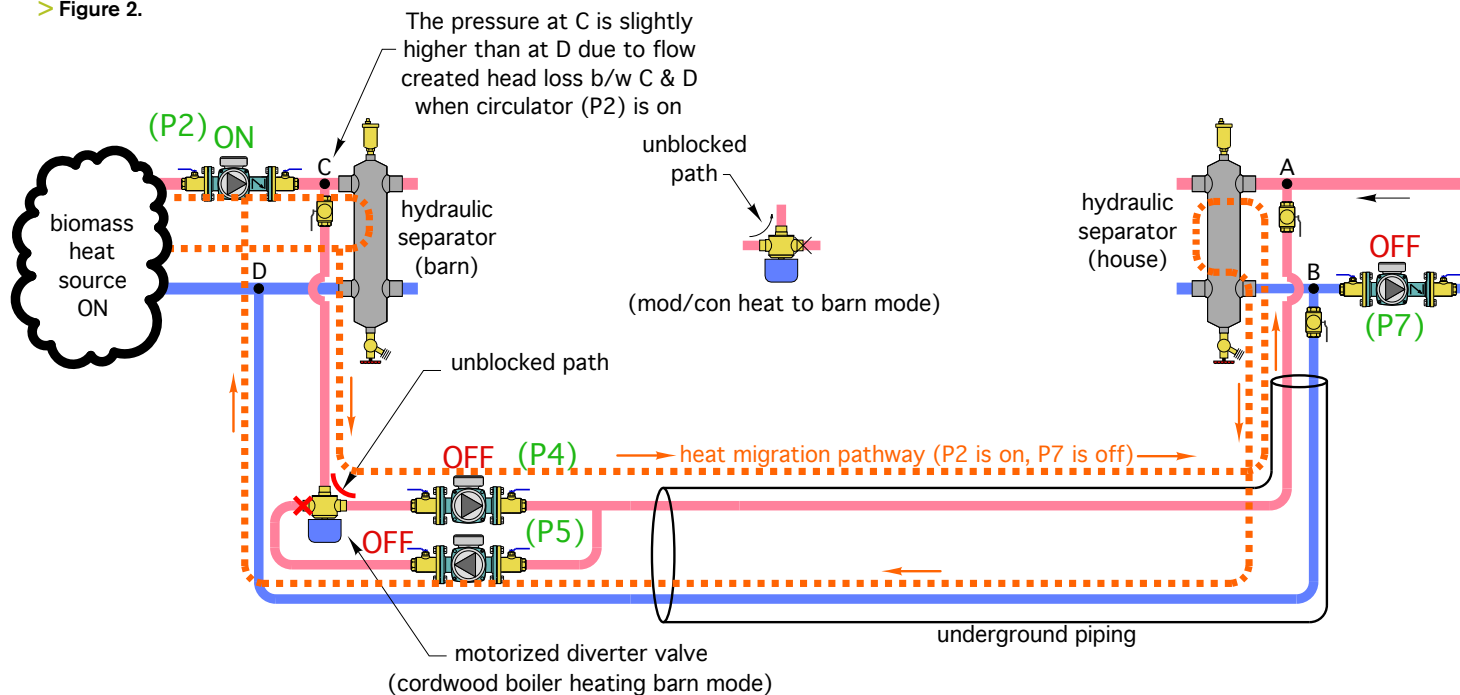 > Figure 2.
The pressure at C is slightly
higher than at D due to flow
created head loss b/w C & D
when circulator (P2) is on
(P2) ON
C
unblocked
path
A
biomass
heat
source
ON
hydraulic
separator
(barn)
hydraulic
separator
(house)
OFF
D
B
(mod/con heat to barn mode)
(P7)
unblocked path
OFF (P4)
heat migration pathway (P2 is on, P7 is off)
OFF
(P5)
underground piping
motorized diverter valve
(cordwood boiler heating barn mode)